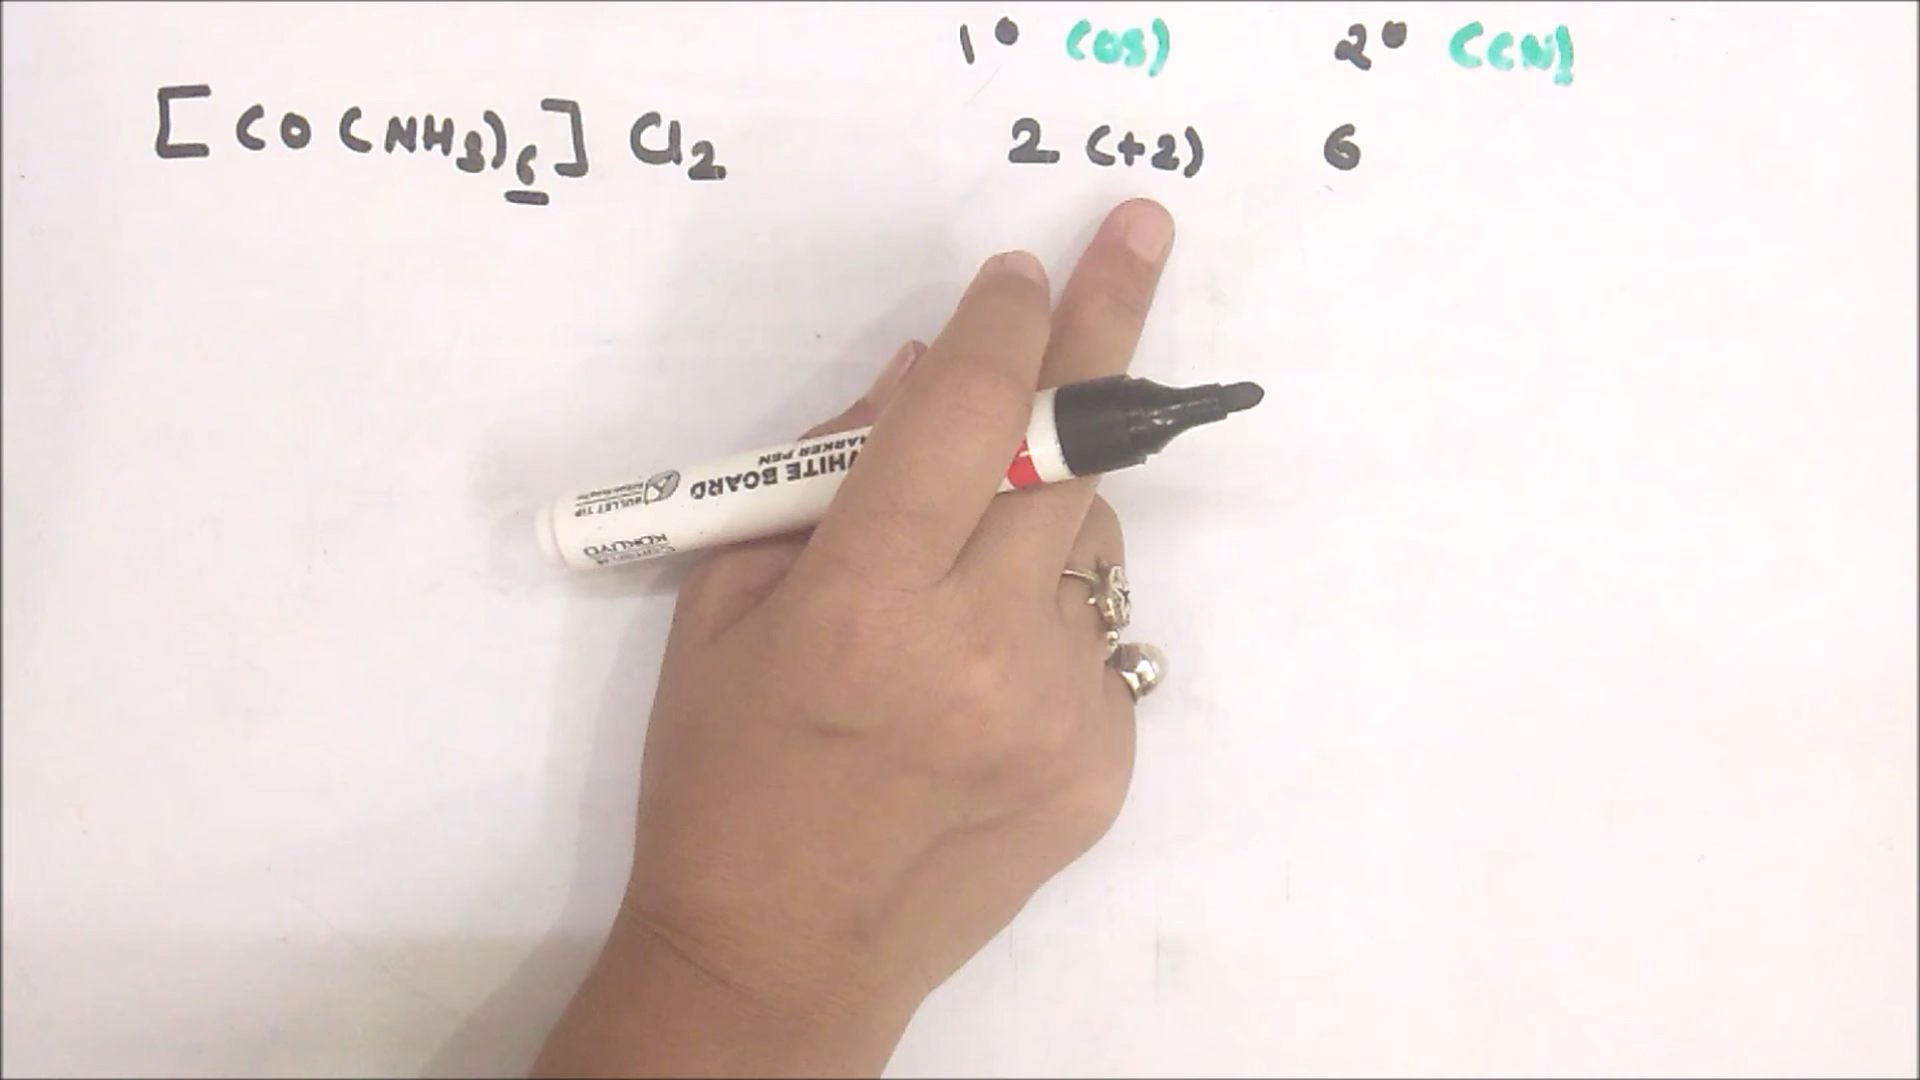 1° (OS) 2° (CN)
[CO(NH3)6]Cl2 2 (+2) 6
WHITE BOARD
MARKER PEN
BULLET TIP
KOKUYO